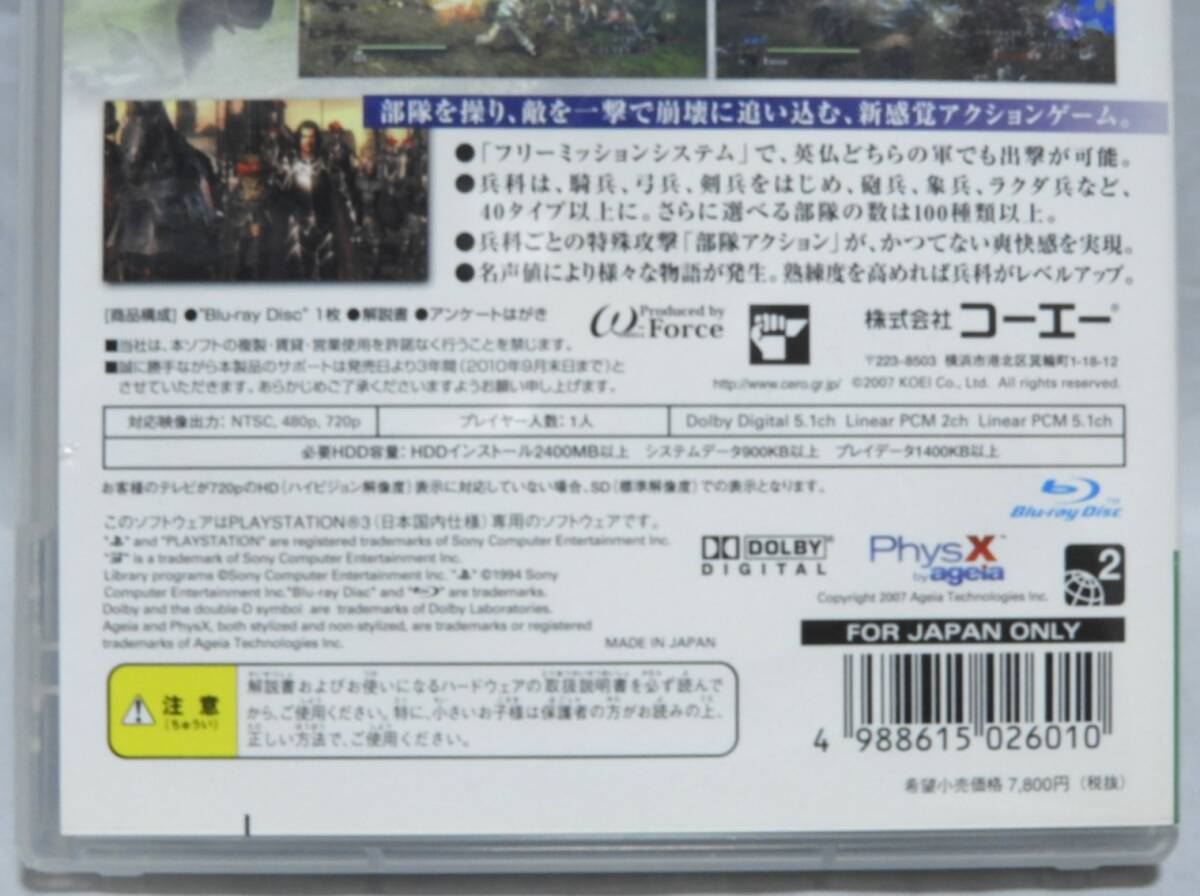 部隊を操り、敵を一撃で崩壊に追い込む、新感覚アクションゲーム。
●「フリーミッションシステム」で、英仏どちらの軍でも出撃が可能。
●兵科は、騎兵、弓兵、剣兵をはじめ、砲兵、象兵、ラクダ兵など、
40タイプ以上に。さらに選べる部隊の数は100種類以上。
●兵科ごとの特殊攻撃「部隊アクション」が、かつてない爽快感を実現。
●名声値により様々な物語が発生。熟練度を高めれば兵科がレベルアップ。
[商品構成] ●"Blu-ray Disc" 1枚 ●解説書 ●アンケートはがき
■当社は、本ソフトの複製・賃貸・営業使用を許諾なく行うことを禁じます。
■誠に勝手ながら本製品のサポートは発売日より3年間（2010年9月末日まで）と
させていただきます。あらかじめご了承くださいますようお願い申し上げます。
Produced by
ω-Force
株式会社 コーエー®
〒223-8503 横浜市港北区箕輪町1-18-12
http://www.cero.gr.jp/ ©2007 KOEI Co., Ltd. All rights reserved.
対応映像出力：NTSC, 480p, 720p
プレイヤー人数：1人
Dolby Digital 5.1ch Linear PCM 2ch Linear PCM 5.1ch
必要HDD容量：HDDインストール2400MB以上 システムデータ900KB以上 プレイデータ1400KB以上
お客様のテレビが720pのHD（ハイビジョン解像度）表示に対応していない場合、SD（標準解像度）での表示となります。
Blu-ray Disc™
このソフトウェアはPLAYSTATION®3（日本国内仕様）専用のソフトウェアです。
" " and "PLAYSTATION" are registered trademarks of Sony Computer Entertainment Inc.
" " is a trademark of Sony Computer Entertainment Inc.
Library programs ©Sony Computer Entertainment Inc. " " ©1994 Sony
Computer Entertainment Inc."Blu-ray Disc" and " " are trademarks.
Dolby and the double-D symbol are trademarks of Dolby Laboratories.
Ageia and PhysX, both stylized and non-stylized, are trademarks or registered
trademarks of Ageia Technologies Inc.
MADE IN JAPAN
DOLBY®
DIGITAL
PhysX™
by ageia
Copyright 2007 Ageia Technologies Inc.
2
FOR JAPAN ONLY
注意
（ちゅうい）
解説書およびお使いになるハードウェアの取扱説明書を必ず読んで
から、ご使用ください。特に、小さいお子様は保護者の方がお読みの上、
正しい方法で、ご使用ください。
4 988615 026010
希望小売価格 7,800円（税抜）